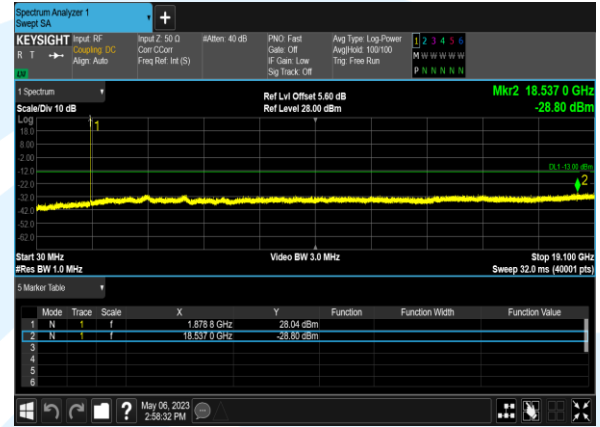 Spectrum Analyzer 1
Swept SA
KEYSIGHT
R T
LV
Input: RF
Coupling: DC
Align: Auto
Input Z: 50 Ω
Corr CCorr
Freq Ref: Int (S)
#Atten: 40 dB
PNO: Fast
Gate: Off
IF Gain: Low
Sig Track: Off
Avg Type: Log-Power
Avg|Hold: 100/100
Trig: Free Run
1 2 3 4 5 6
M W W W W W
P N N N N N
1 Spectrum
Scale/Div 10 dB
Ref Lvl Offset 5.60 dB
Ref Level 28.00 dBm
Mkr2 18.537 0 GHz
-28.80 dBm
Log
1
18.0
8.00
-2.00
-12.0
DL1 -13.00 dBm
-22.0
2
-32.0
-42.0
-52.0
-62.0
Start 30 MHz
Video BW 3.0 MHz
Stop 19.100 GHz
#Res BW 1.0 MHz
Sweep 32.0 ms (40001 pts)
5 Marker Table
Mode Trace Scale X Y Function Function Width Function Value
1 N 1 f 1.878 8 GHz 28.04 dBm
2 N 1 f 18.537 0 GHz -28.80 dBm
3
4
5
6
?
May 06, 2023
2:58:32 PM